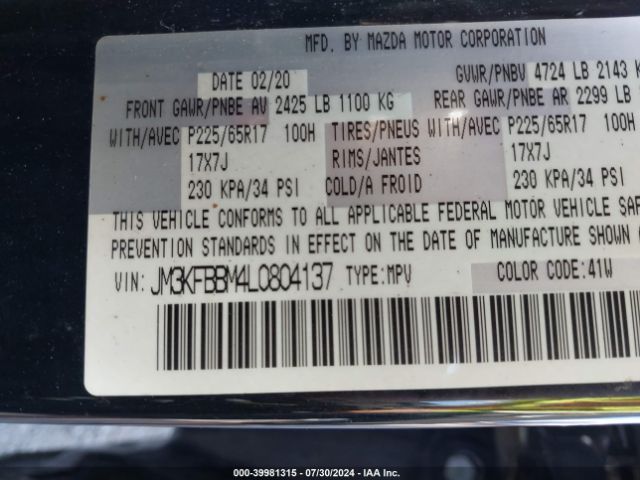 MFD. BY MAZDA MOTOR CORPORATION
DATE 02/20 GVWR/PNBV 4724 LB 2143 K
FRONT GAWR/PNBE AV 2425 LB 1100 KG REAR GAWR/PNBE AR 2299 LB
WITH/AVEC P225/65R17 100H TIRES/PNEUS WITH/AVEC P225/65R17 100H
17X7J RIMS/JANTES 17X7J
230 KPA/34 PSI COLD/A FROID 230 KPA/34 PSI
THIS VEHICLE CONFORMS TO ALL APPLICABLE FEDERAL MOTOR VEHICLE SAF
PREVENTION STANDARDS IN EFFECT ON THE DATE OF MANUFACTURE SHOWN A
VIN: JM3KFBBM4L0804137 TYPE:MPV COLOR CODE:41W
000-39981315 / 07/30/2024 - IAA Inc.